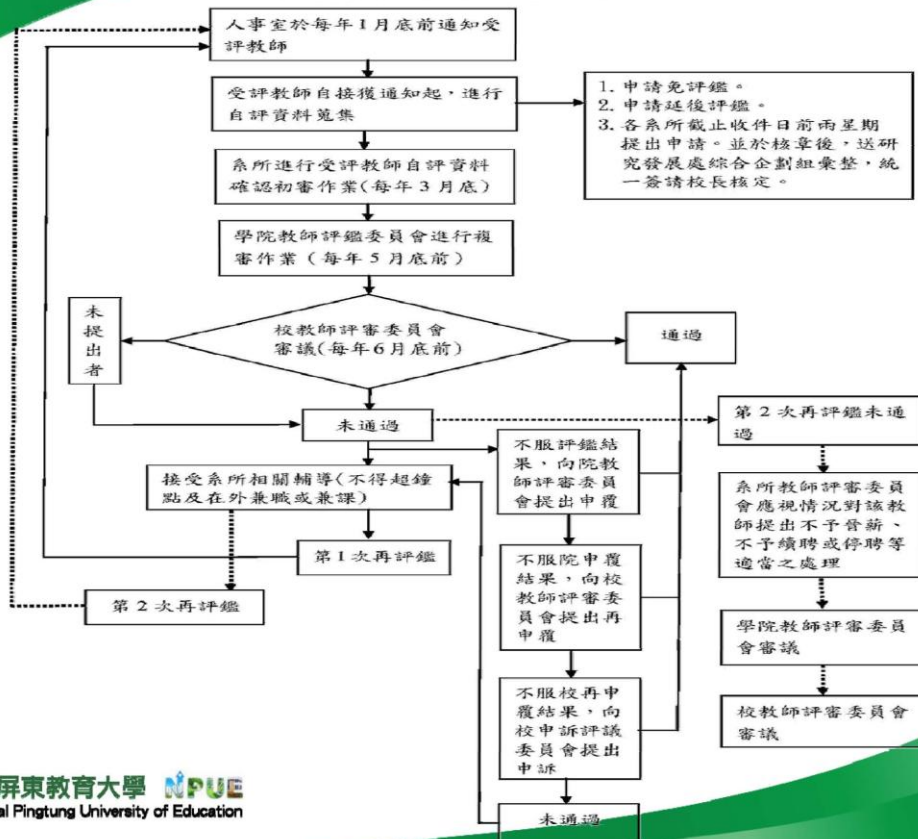 人事室於每年1月底前通知受
評教師
受評教師自接獲通知起，進行
自評資料蒐集
1. 申請免評鑑。
2. 申請延後評鑑。
3. 各系所截止收件日前兩星期
提出申請。並於核章後，送研
究發展處綜合企劃組彙整，統
一簽請校長核定。
系所進行受評教師自評資料
確認初審作業(每年3月底)
學院教師評鑑委員會進行複
審作業（每年5月底前）
未
提
出
者
校教師評審委員會
審議(每年6月底前)
通過
未通過
第2次再評鑑未通
過
不服評鑑結
果、向院教
師評審委員
會提出申覆
接受系所相關輔導(不得超鐘
點及在外兼職或兼課)
系所教師評審委員
會應視情況對該教
師提出不予晉薪、
不予續聘或停聘等
適當之處理
第1次再評鑑
不服院申覆
結果，向校
教師評審委
員會提出再
申覆
第2次再評鑑
學院教師評審委員
會審議
不服校再申
覆結果，向
校申訴評議
委員會提出
申訴
校教師評審委員會
審議
未通過
屏東教育大學 NPUE
al Pingtung University of Education